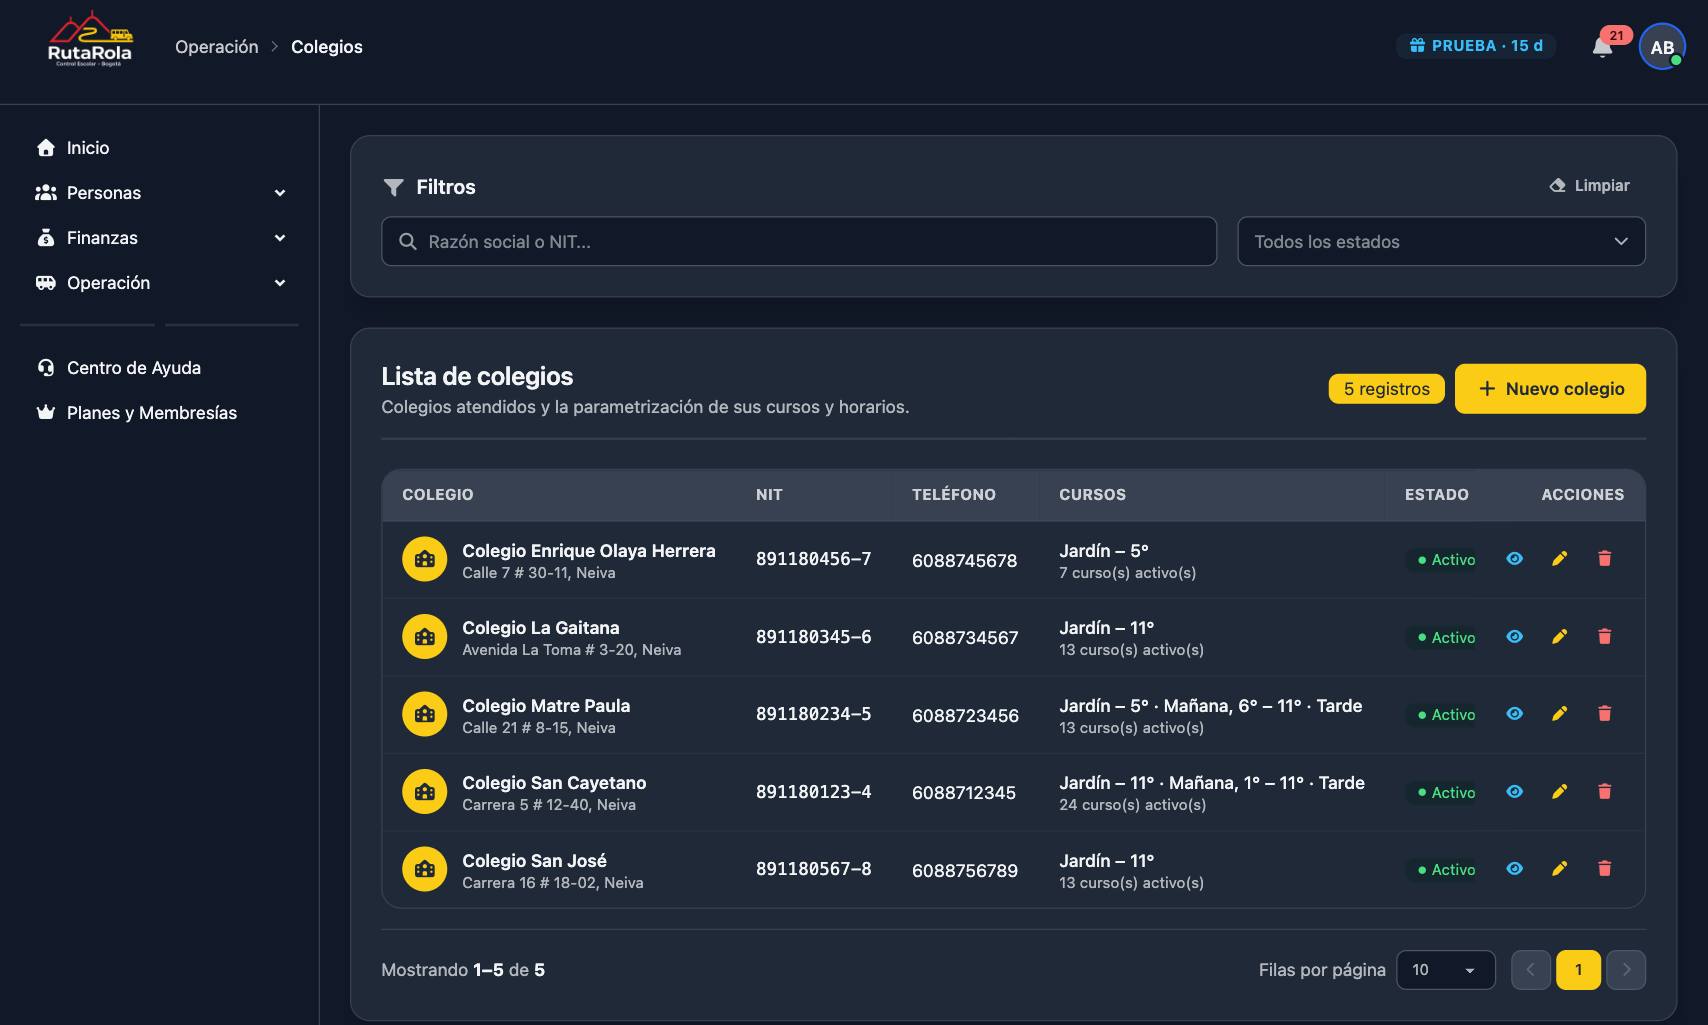 RutaRola
Control Escolar - Bogotá
Operación > Colegios
PRUEBA · 15 d
21
AB
Inicio
Personas
Finanzas
Operación
Centro de Ayuda
Planes y Membresías
Filtros
Limpiar
Razón social o NIT...
Todos los estados
Lista de colegios
Colegios atendidos y la parametrización de sus cursos y horarios.
5 registros
+ Nuevo colegio
COLEGIO NIT TELÉFONO CURSOS ESTADO ACCIONES
Colegio Enrique Olaya Herrera 891180456–7 6088745678 Jardín – 5° Activo
Calle 7 # 30-11, Neiva 7 curso(s) activo(s)
Colegio La Gaitana 891180345–6 6088734567 Jardín – 11° Activo
Avenida La Toma # 3-20, Neiva 13 curso(s) activo(s)
Colegio Matre Paula 891180234–5 6088723456 Jardín – 5° · Mañana, 6° – 11° · Tarde Activo
Calle 21 # 8-15, Neiva 13 curso(s) activo(s)
Colegio San Cayetano 891180123–4 6088712345 Jardín – 11° · Mañana, 1° – 11° · Tarde Activo
Carrera 5 # 12-40, Neiva 24 curso(s) activo(s)
Colegio San José 891180567–8 6088756789 Jardín – 11° Activo
Carrera 16 # 18-02, Neiva 13 curso(s) activo(s)
Mostrando 1–5 de 5
Filas por página 10
1